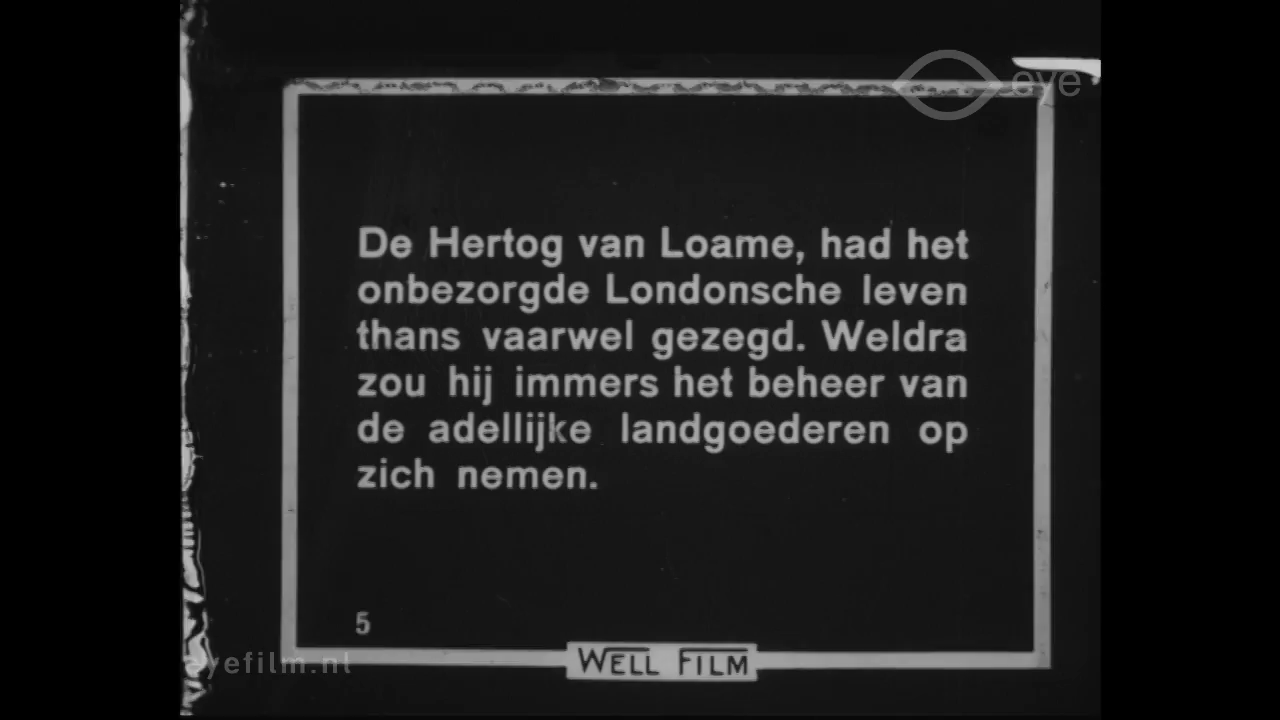 eye
De Hertog van Loame, had het
onbezorgde Londonsche leven
thans vaarwel gezegd. Weldra
zou hij immers het beheer van
de adellijke landgoederen op
zich nemen.
5
WELL FILM
eyefilm.nl